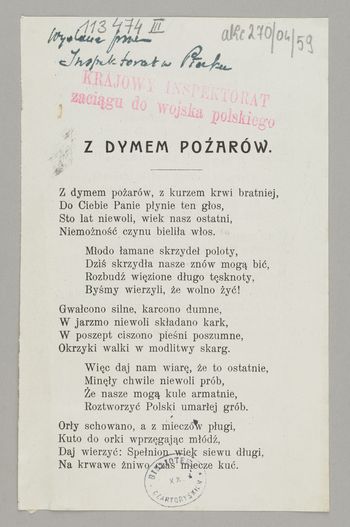 113 474 III
akc 270/04/59
Wydane przez
Inspektorat w Płocku
KRAJOWY INSPEKTORAT
zaciągu do wojska polskiego
Z DYMEM POŻARÓW.
Z dymem pożarów, z kurzem krwi bratniej,
Do Ciebie Panie płynie ten głos,
Sto lat niewoli, wiek nasz ostatni,
Niemożność czynu bieliła włos.
Młodo łamane skrzydeł poloty,
Dziś skrzydła nasze znów mogą bić,
Rozbudź więzione długo tęsknoty,
Byśmy wierzyli, że wolno żyć!
Gwałcono silne, karcono dumne,
W jarzmo niewoli składano kark,
W poszept ciszono pieśni poszumne,
Okrzyki walki w modlitwy skarg.
Więc daj nam wiarę, że to ostatnie,
Minęły chwile niewoli prób,
Że nasze mogą kule armatnie,
Roztworzyć Polski umarłej grób.
Orły schowano, a z mieczów pługi,
Kuto do orki wprzęgając młódź,
Daj wierzyć: Spełnion wiek siewu długi,
Na krwawe żniwo czas miecze kuć.
BIBLIOTEKA
CZARTORYSKICH